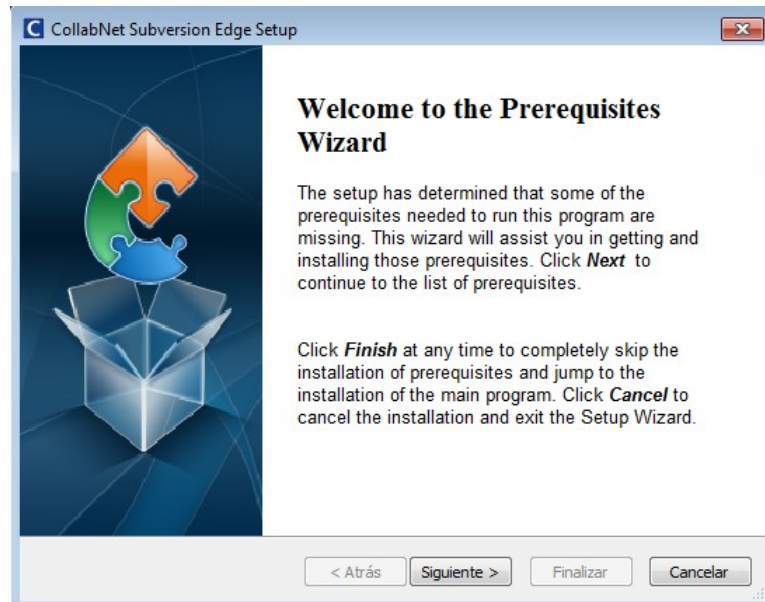 CollabNet Subversion Edge Setup
Welcome to the Prerequisites
Wizard
The setup has determined that some of the
prerequisites needed to run this program are
missing. This wizard will assist you in getting and
installing those prerequisites. Click Next to
continue to the list of prerequisites.
Click Finish at any time to completely skip the
installation of prerequisites and jump to the
installation of the main program. Click Cancel to
cancel the installation and exit the Setup Wizard.
< Atrás Siguiente > Finalizar Cancelar